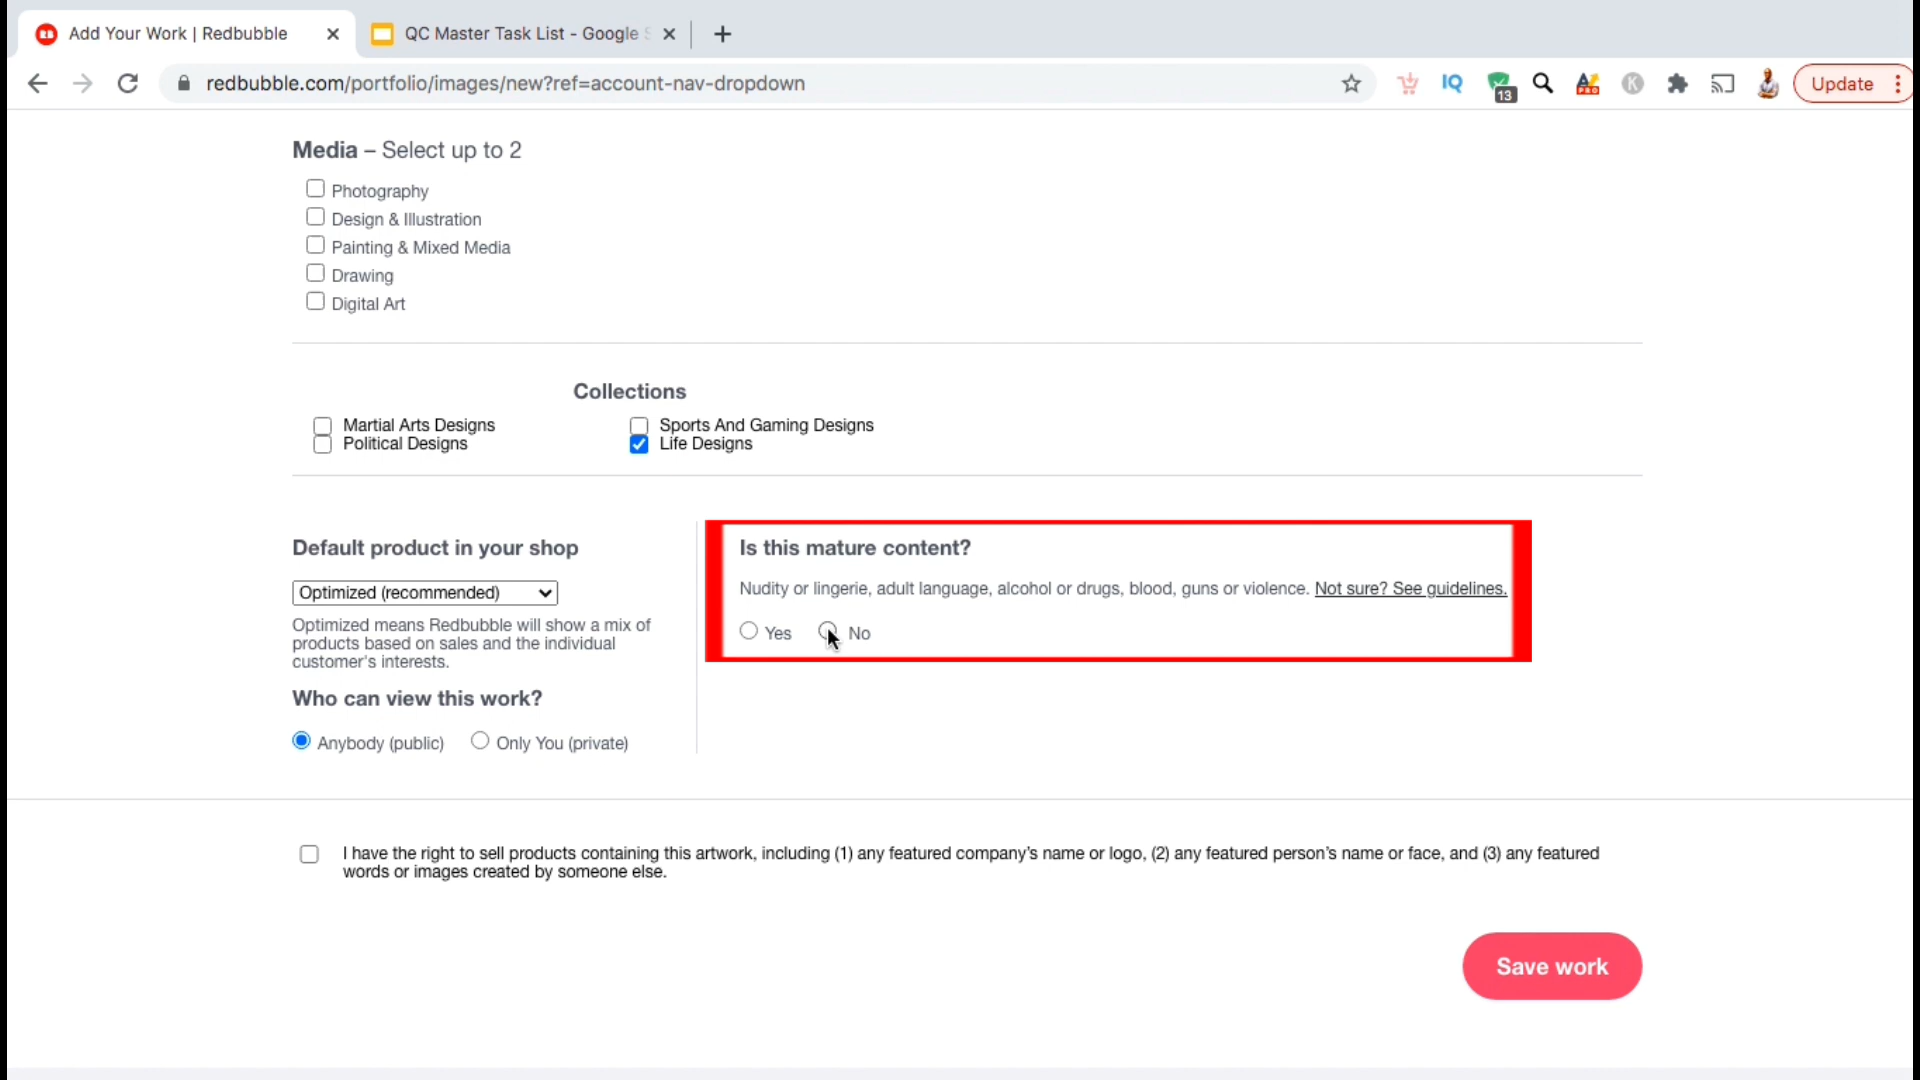 Add Your Work | Redbubble
QC Master Task List - Google
redbubble.com/portfolio/images/new?ref=account-nav-dropdown
IQ
13
PRO
K
Update
Media – Select up to 2
Photography
Design & Illustration
Painting & Mixed Media
Drawing
Digital Art
Collections
Martial Arts Designs
Sports And Gaming Designs
Political Designs
Life Designs
Default product in your shop
Optimized (recommended)
Optimized means Redbubble will show a mix of
products based on sales and the individual
customer's interests.
Who can view this work?
Anybody (public)
Only You (private)
Is this mature content?
Nudity or lingerie, adult language, alcohol or drugs, blood, guns or violence. Not sure? See guidelines.
Yes
No
I have the right to sell products containing this artwork, including (1) any featured company's name or logo, (2) any featured person's name or face, and (3) any featured
words or images created by someone else.
Save work